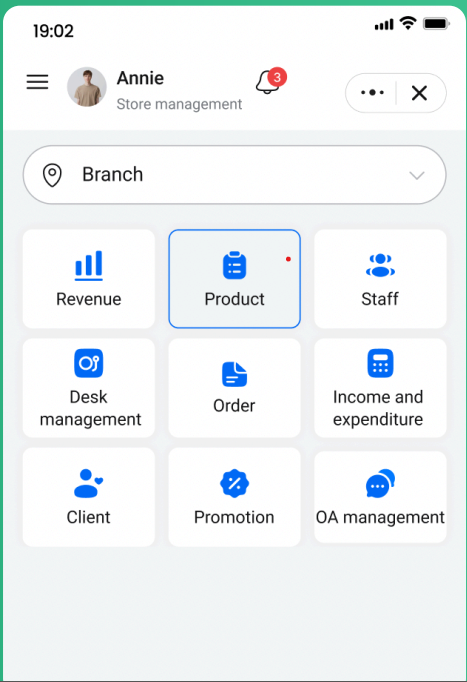 19:02
Annie
3
Store management
Branch
Revenue
Product
Staff
Desk
management
Order
Income and
expenditure
Client
Promotion
OA management